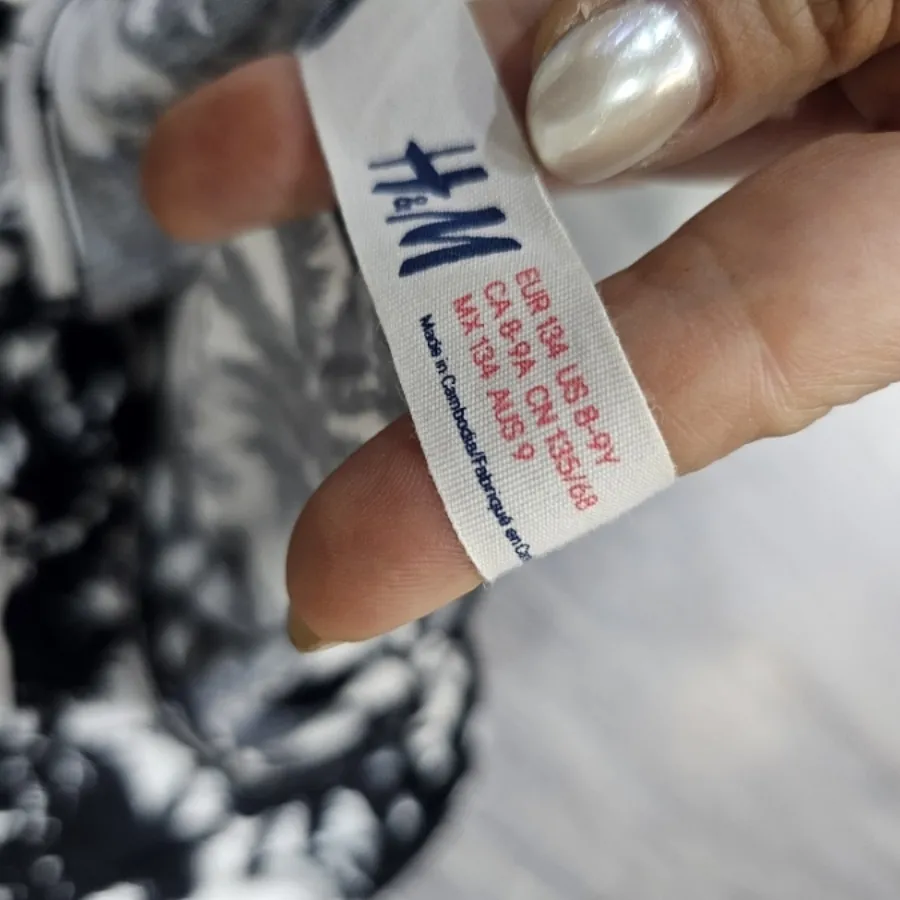 H&M
EUR 134 US 8-9Y
CA 8-9A CN 135/68
MX 134 AUS 9
Made in Cambodia/Fabriqué en